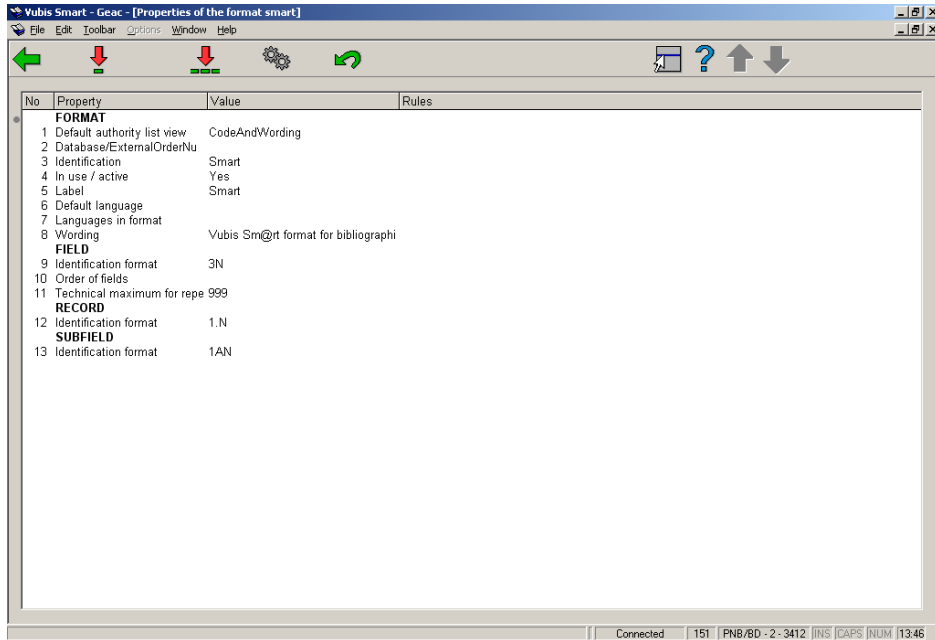 Vubis Smart - Geac - [Properties of the format smart]
File Edit Toolbar Options Window Help
No Property Value Rules
FORMAT
1 Default authority list view CodeAndWording
2 Database/ExternalOrderNu
3 Identification Smart
4 In use / active Yes
5 Label Smart
6 Default language
7 Languages in format
8 Wording Vubis Sm@rt format for bibliographi
FIELD
9 Identification format 3N
10 Order of fields
11 Technical maximum for repe 999
RECORD
12 Identification format 1.N
SUBFIELD
13 Identification format 1AN
Connected 151 PNB/BD - 2 - 3412 INS CAPS NUM 13:46